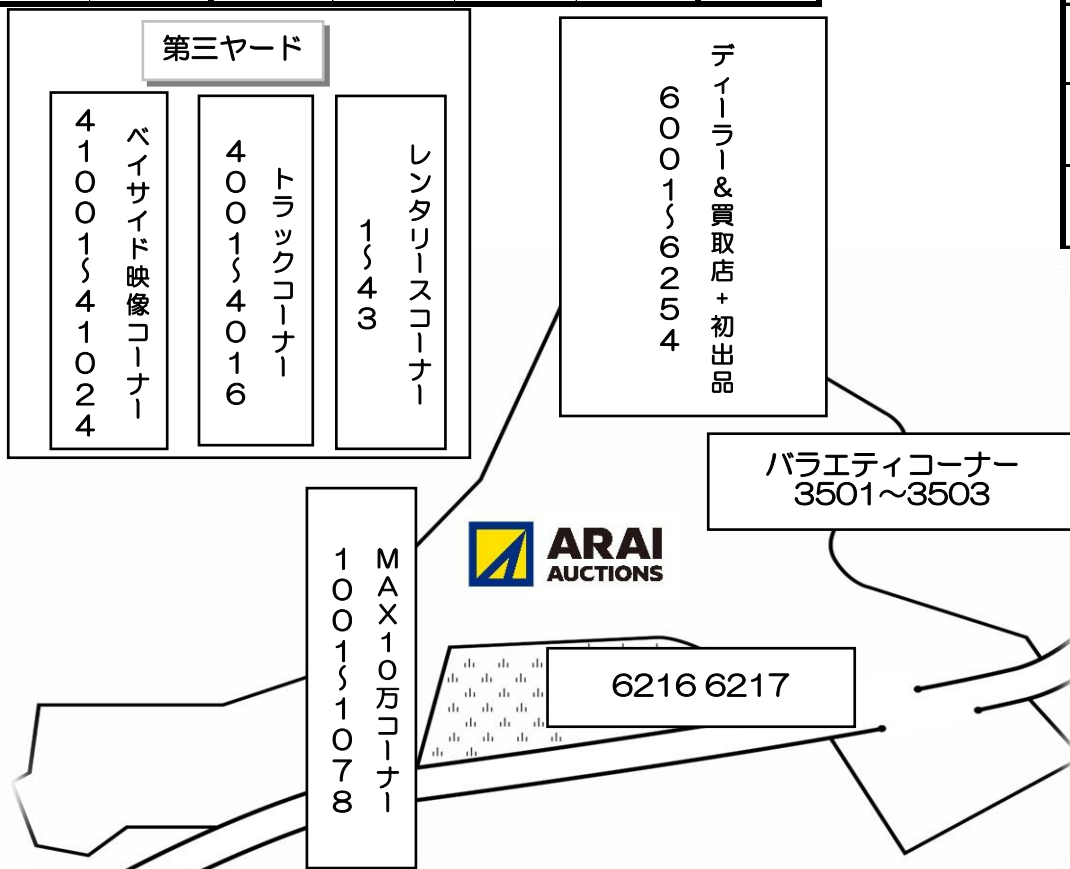 第三ヤード
ベイサイド映像コーナー
41001～41024
トラックコーナー
4001～4016
レンタリースコーナー
1～43
ディーラー&買取店+初出品
6001～6254
バラエティコーナー
3501～3503
ARAI
AUCTIONS
MAX10万コーナー
1001～1078
6216 6217